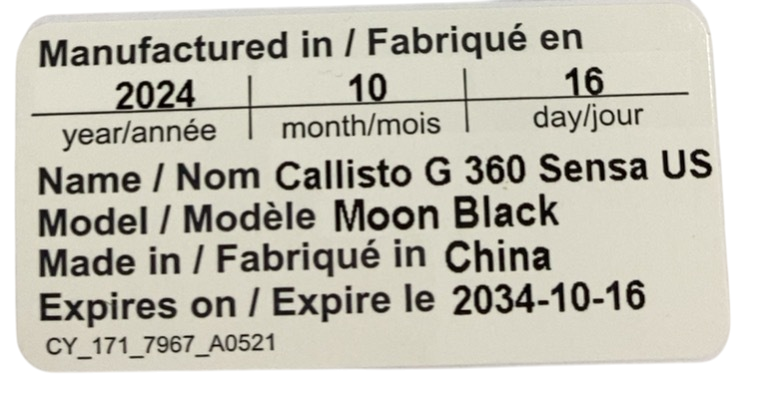 Manufactured in / Fabriqué en
2024 10 16
year/année month/mois day/jour
Name / Nom Callisto G 360 Sensa US
Model / Modèle Moon Black
Made in / Fabriqué in China
Expires on / Expire le 2034-10-16
CY_171_7967_A0521